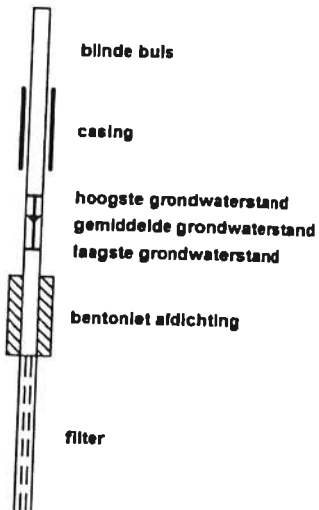 blinde buis
casing
hoogste grondwaterstand
gemiddelde grondwaterstand
laagste grondwaterstand
bentoniet afdichting
filter